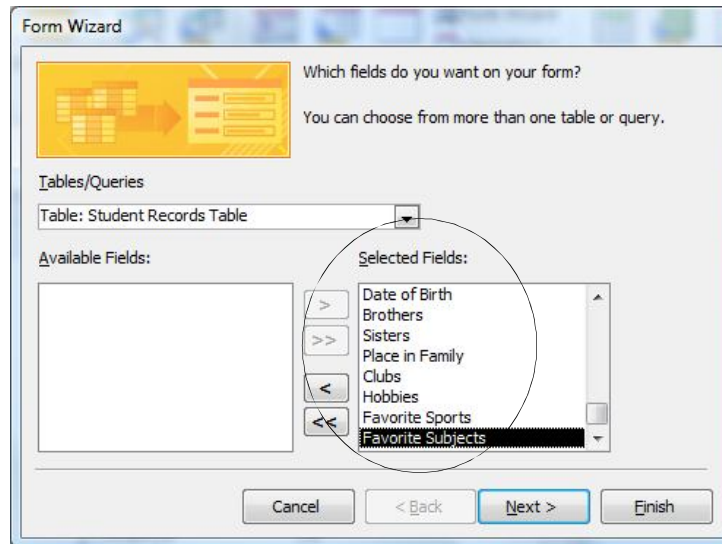 Form Wizard
Which fields do you want on your form?
You can choose from more than one table or query.
Tables/Queries
Table: Student Records Table
Available Fields:
Selected Fields:
>
>>
<
<<
Date of Birth
Brothers
Sisters
Place in Family
Clubs
Hobbies
Favorite Sports
Favorite Subjects
Cancel
< Back
Next >
Finish